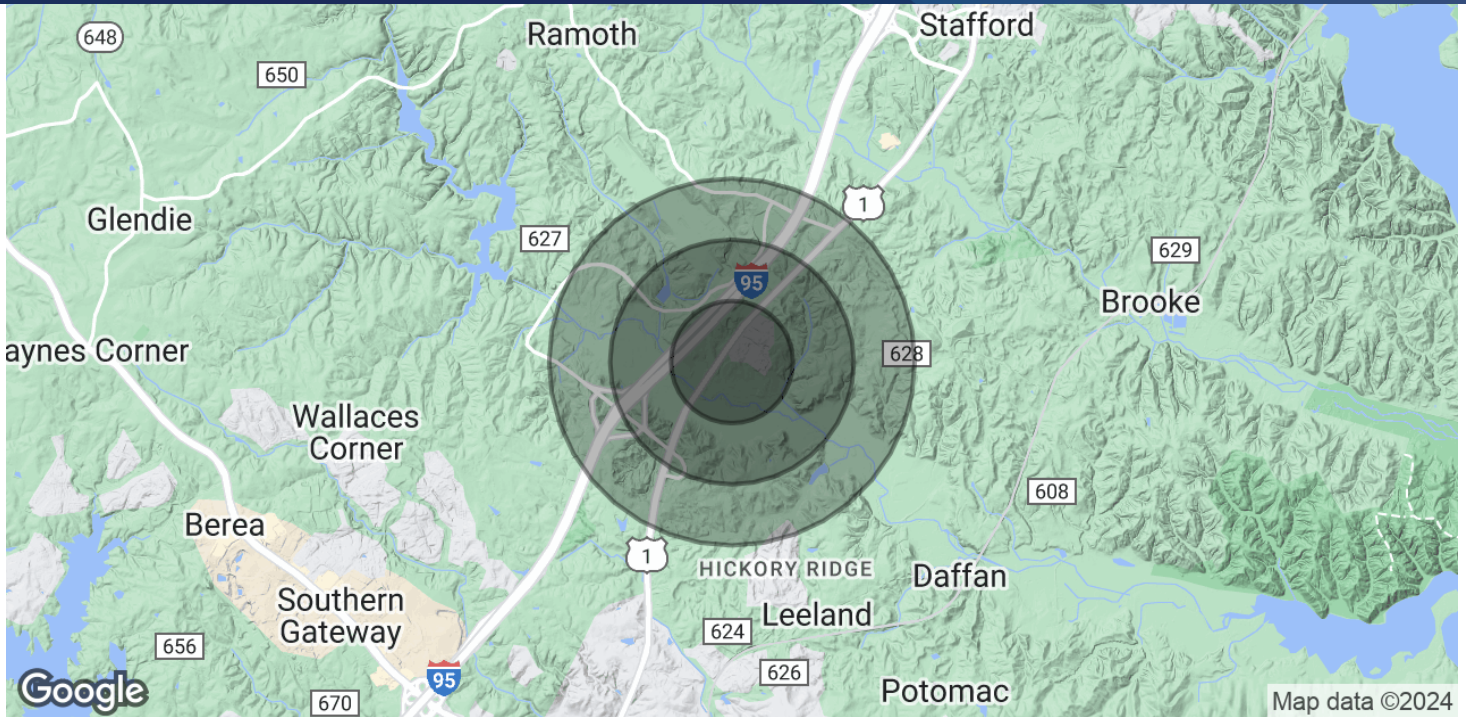 648
Ramoth
Stafford
650
Glendie
1
627
629
95
Brooke
aynes Corner
628
Wallaces
Corner
608
Berea
1
HICKORY RIDGE
Daffan
Southern
Gateway
Leeland
624
656
626
95
Potomac
670
Google
Map data ©2024